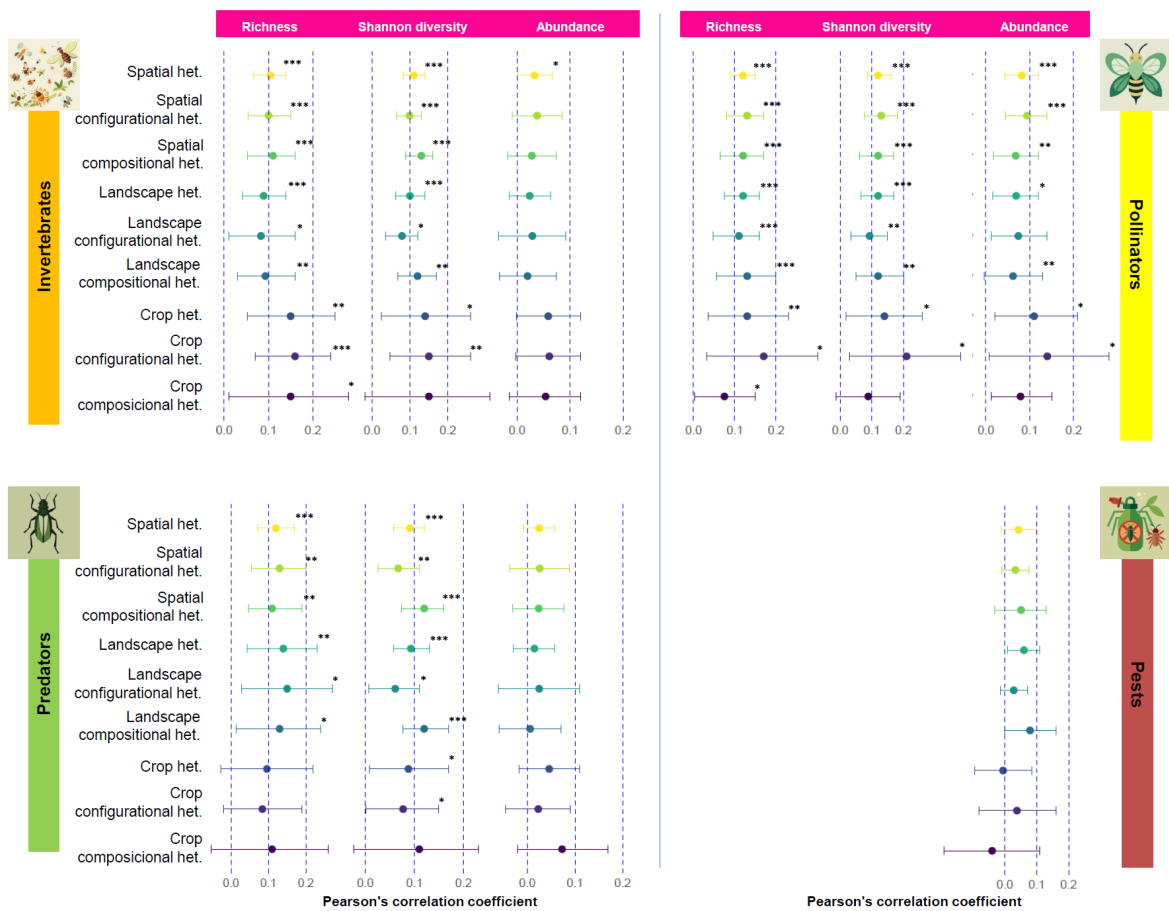 Richness Shannon diversity Abundance
Richness Shannon diversity Abundance
Invertebrates
Spatial het. *** *** *
Spatial
configurational het. *** ***
Spatial
compositional het. *** ***
Landscape het. *** ***
Landscape
configurational het. * *
Landscape
compositional het. ** **
Crop het. ** *
Crop
configurational het. *** **
Crop
composicional het. *
0.0 0.1 0.2 0.0 0.1 0.2 0.0 0.1 0.2
Pollinators
*** *** ***
*** *** ***
*** *** **
*** *** *
*** **
*** ** **
** * *
* * *
*
0.0 0.1 0.2 0.0 0.1 0.2 0.0 0.1 0.2
Predators
Spatial het. *** ***
Spatial
configurational het. ** **
Spatial
compositional het. ** ***
Landscape het. ** ***
Landscape
configurational het. * *
Landscape
compositional het. * ***
Crop het. *
Crop
configurational het. *
Crop
composicional het.
0.0 0.1 0.2 0.0 0.1 0.2 0.0 0.1 0.2
Pearson's correlation coefficient
Pests
0.0 0.1 0.2
Pearson's correlation coefficient